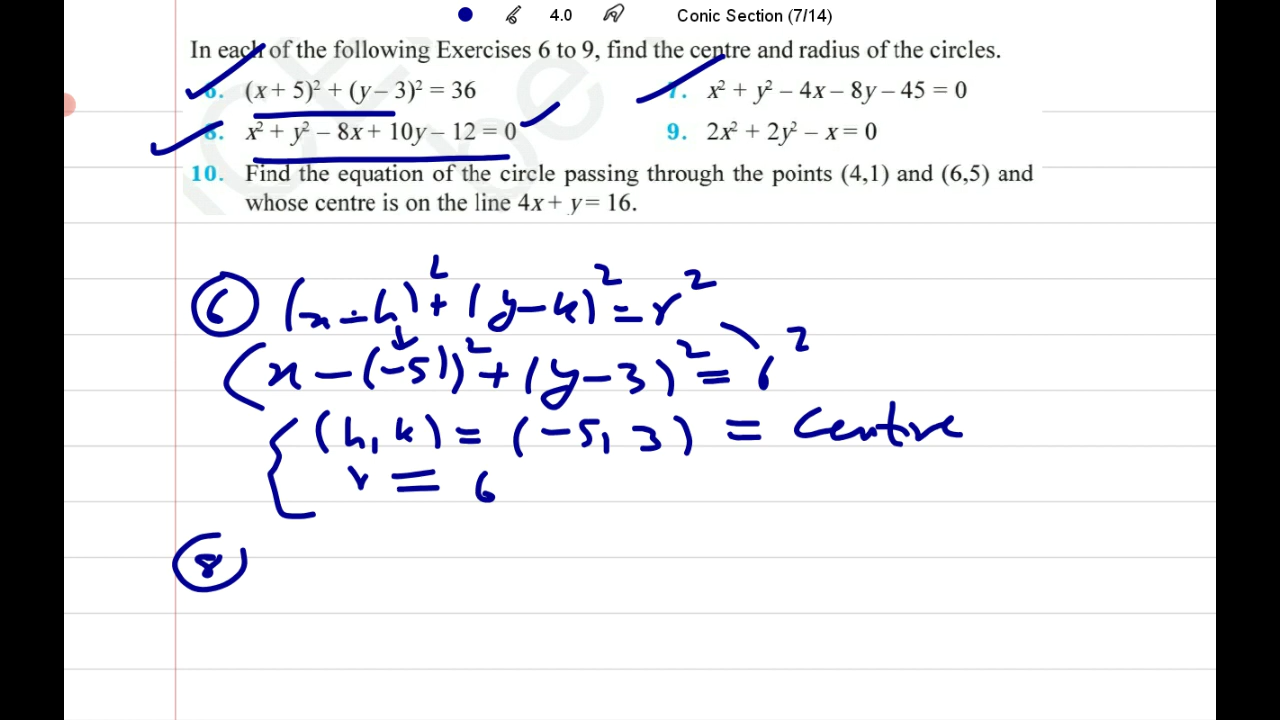 4.0 Conic Section (7/14)
In each of the following Exercises 6 to 9, find the centre and radius of the circles.
6. (x + 5)² + (y – 3)² = 36 7. x² + y² – 4x – 8y – 45 = 0
8. x² + y² – 8x + 10y – 12 = 0 9. 2x² + 2y² – x = 0
10. Find the equation of the circle passing through the points (4,1) and (6,5) and
whose centre is on the line 4x + y = 16.
6 (x – h)² + (y – k)² = r²
(x – (–5))² + (y – 3)² = 6²
(h, k) = (–5, 3) = centre
r = 6
8